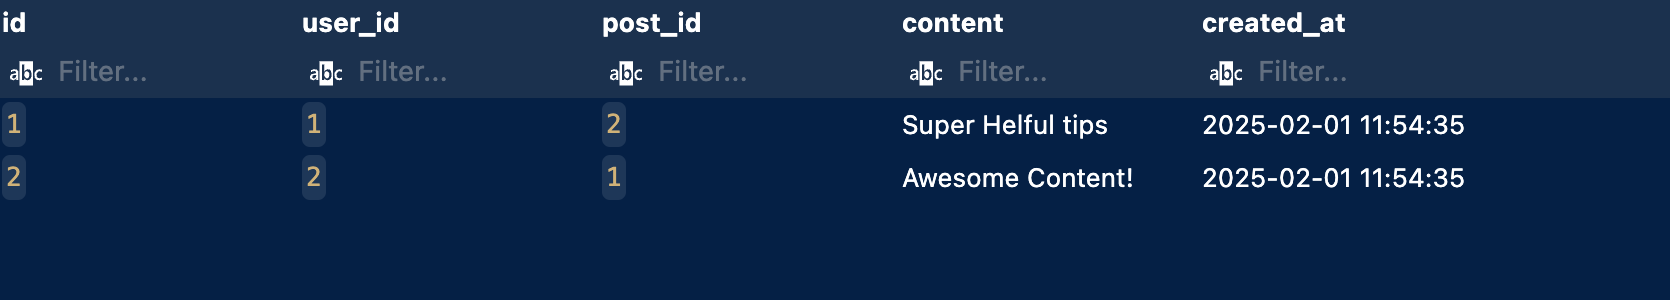 id user_id post_id content created_at
abc Filter... abc Filter... abc Filter... abc Filter... abc Filter...
1 1 2 Super Helful tips 2025-02-01 11:54:35
2 2 1 Awesome Content! 2025-02-01 11:54:35